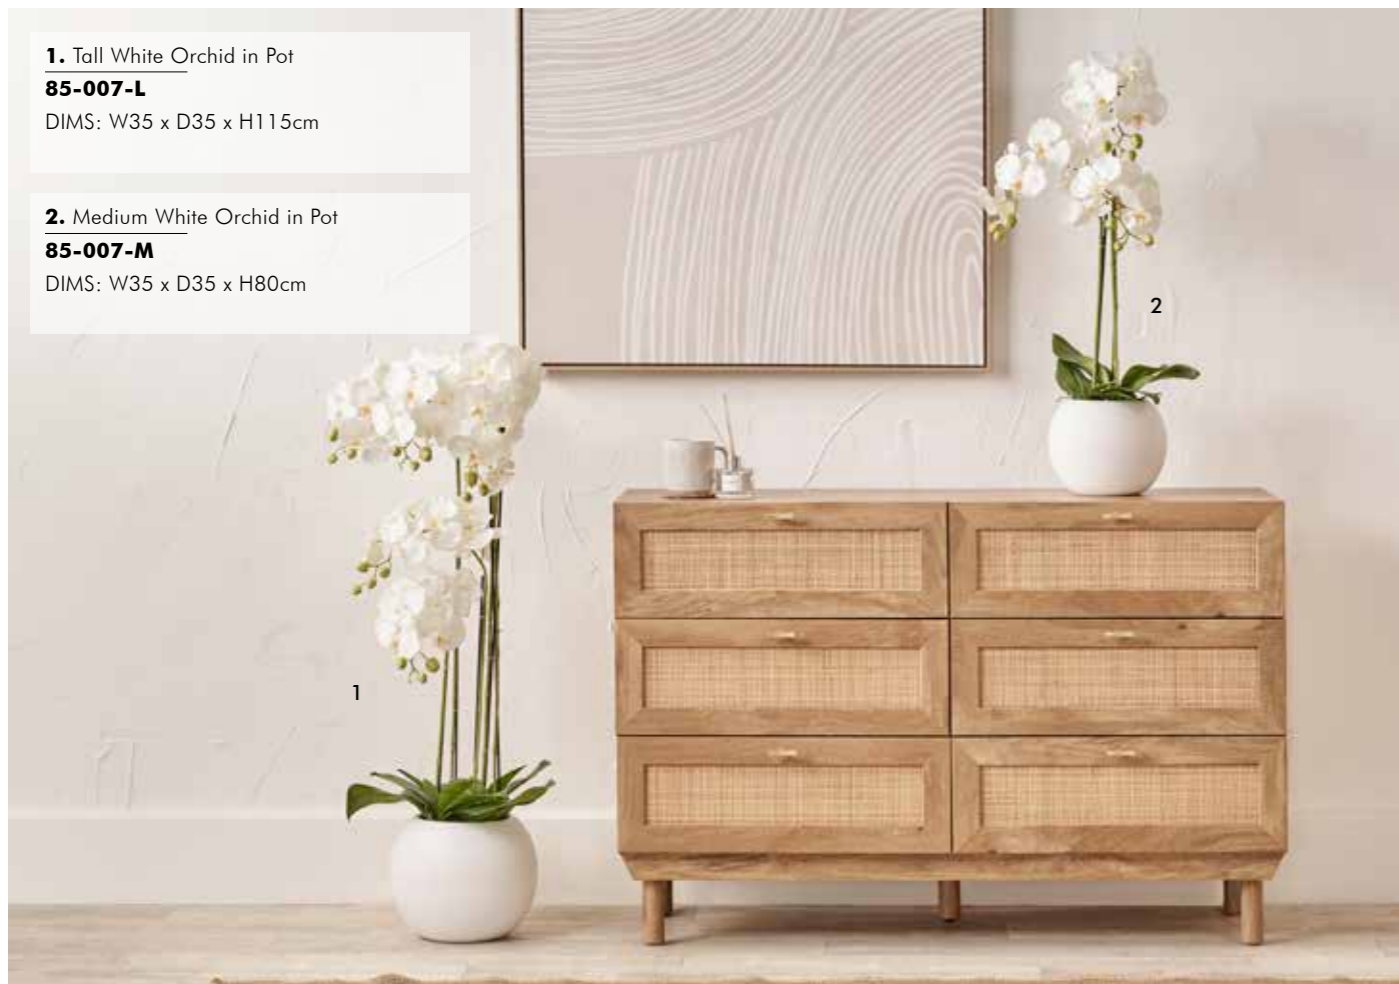 1. Tall White Orchid in Pot
85-007-L
DIMS: W35 x D35 x H115cm
2. Medium White Orchid in Pot
85-007-M
DIMS: W35 x D35 x H80cm
2
1